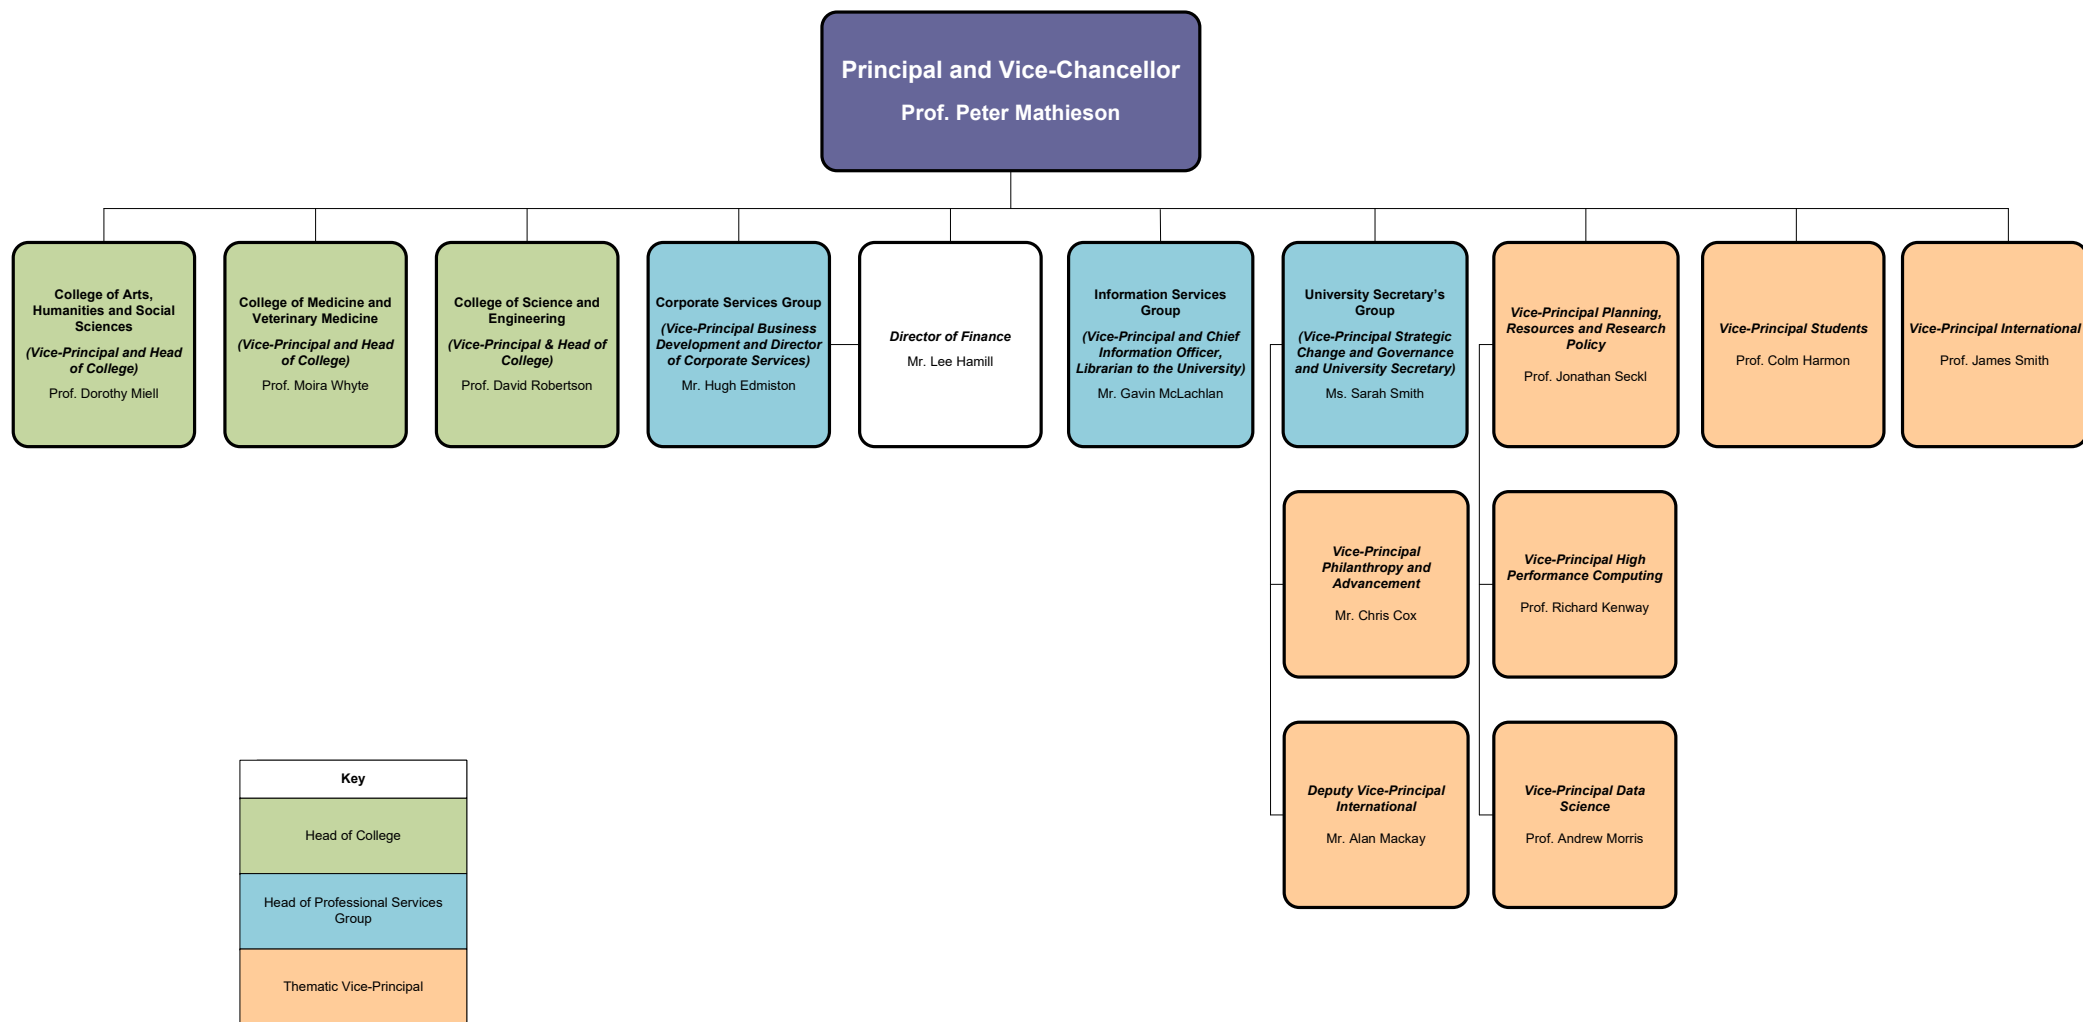 Principal and Vice-Chancellor
Prof. Peter Mathieson
College of Arts,
Humanities and Social
Sciences
(Vice-Principal and Head
of College)
Prof. Dorothy Miell
College of Medicine and
Veterinary Medicine
(Vice-Principal and Head
of College)
Prof. Moira Whyte
College of Science and
Engineering
(Vice-Principal & Head of
College)
Prof. David Robertson
Corporate Services Group
(Vice-Principal Business
Development and Director
of Corporate Services)
Mr. Hugh Edmiston
Director of Finance
Mr. Lee Hamill
Information Services
Group
(Vice-Principal and Chief
Information Officer,
Librarian to the University)
Mr. Gavin McLachlan
University Secretary’s
Group
(Vice-Principal Strategic
Change and Governance
and University Secretary)
Ms. Sarah Smith
Vice-Principal Planning,
Resources and Research
Policy
Prof. Jonathan Seckl
Vice-Principal Students
Prof. Colm Harmon
Vice-Principal International
Prof. James Smith
Vice-Principal
Philanthropy and
Advancement
Mr. Chris Cox
Vice-Principal High
Performance Computing
Prof. Richard Kenway
Deputy Vice-Principal
International
Mr. Alan Mackay
Vice-Principal Data
Science
Prof. Andrew Morris
Key
Head of College
Head of Professional Services
Group
Thematic Vice-Principal